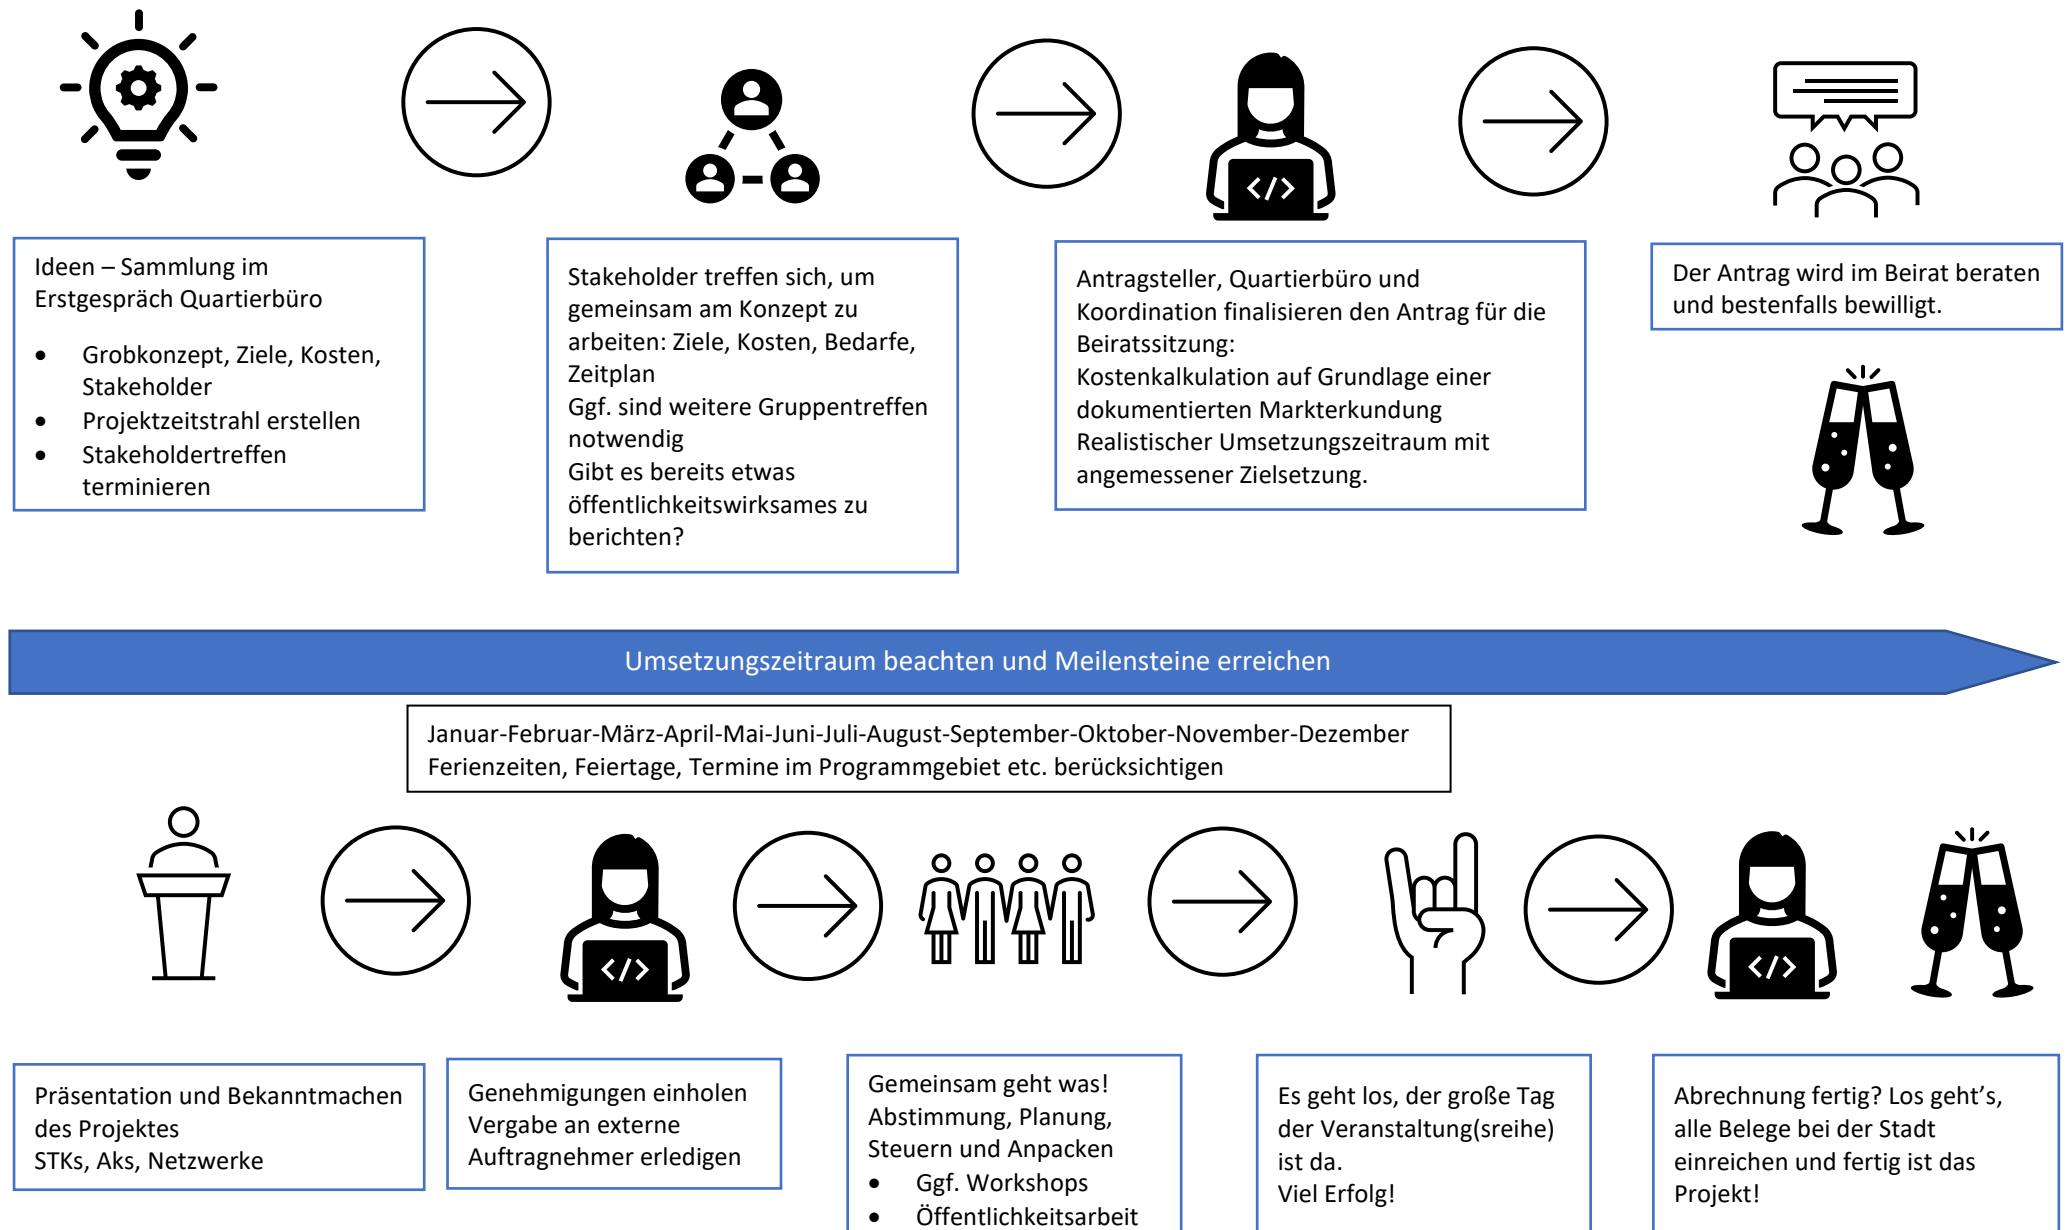 Ideen – Sammlung im
Erstgespräch Quartierbüro
• Grobkonzept, Ziele, Kosten,
Stakeholder
• Projektzeitstrahl erstellen
• Stakeholdertreffen
terminieren
Stakeholder treffen sich, um
gemeinsam am Konzept zu
arbeiten: Ziele, Kosten, Bedarfe,
Zeitplan
Ggf. sind weitere Gruppentreffen
notwendig
Gibt es bereits etwas
öffentlichkeitswirksames zu
berichten?
Antragsteller, Quartierbüro und
Koordination finalisieren den Antrag für die
Beiratssitzung:
Kostenkalkulation auf Grundlage einer
dokumentierten Markterkundung
Realistischer Umsetzungszeitraum mit
angemessener Zielsetzung.
Der Antrag wird im Beirat beraten
und bestenfalls bewilligt.
Umsetzungszeitraum beachten und Meilensteine erreichen
Januar-Februar-März-April-Mai-Juni-Juli-August-September-Oktober-November-Dezember
Ferienzeiten, Feiertage, Termine im Programmgebiet etc. berücksichtigen
Präsentation und Bekanntmachen
des Projektes
STKs, Aks, Netzwerke
Genehmigungen einholen
Vergabe an externe
Auftragnehmer erledigen
Gemeinsam geht was!
Abstimmung, Planung,
Steuern und Anpacken
• Ggf. Workshops
• Öffentlichkeitsarbeit
Es geht los, der große Tag
der Veranstaltung(sreihe)
ist da.
Viel Erfolg!
Abrechnung fertig? Los geht’s,
alle Belege bei der Stadt
einreichen und fertig ist das
Projekt!